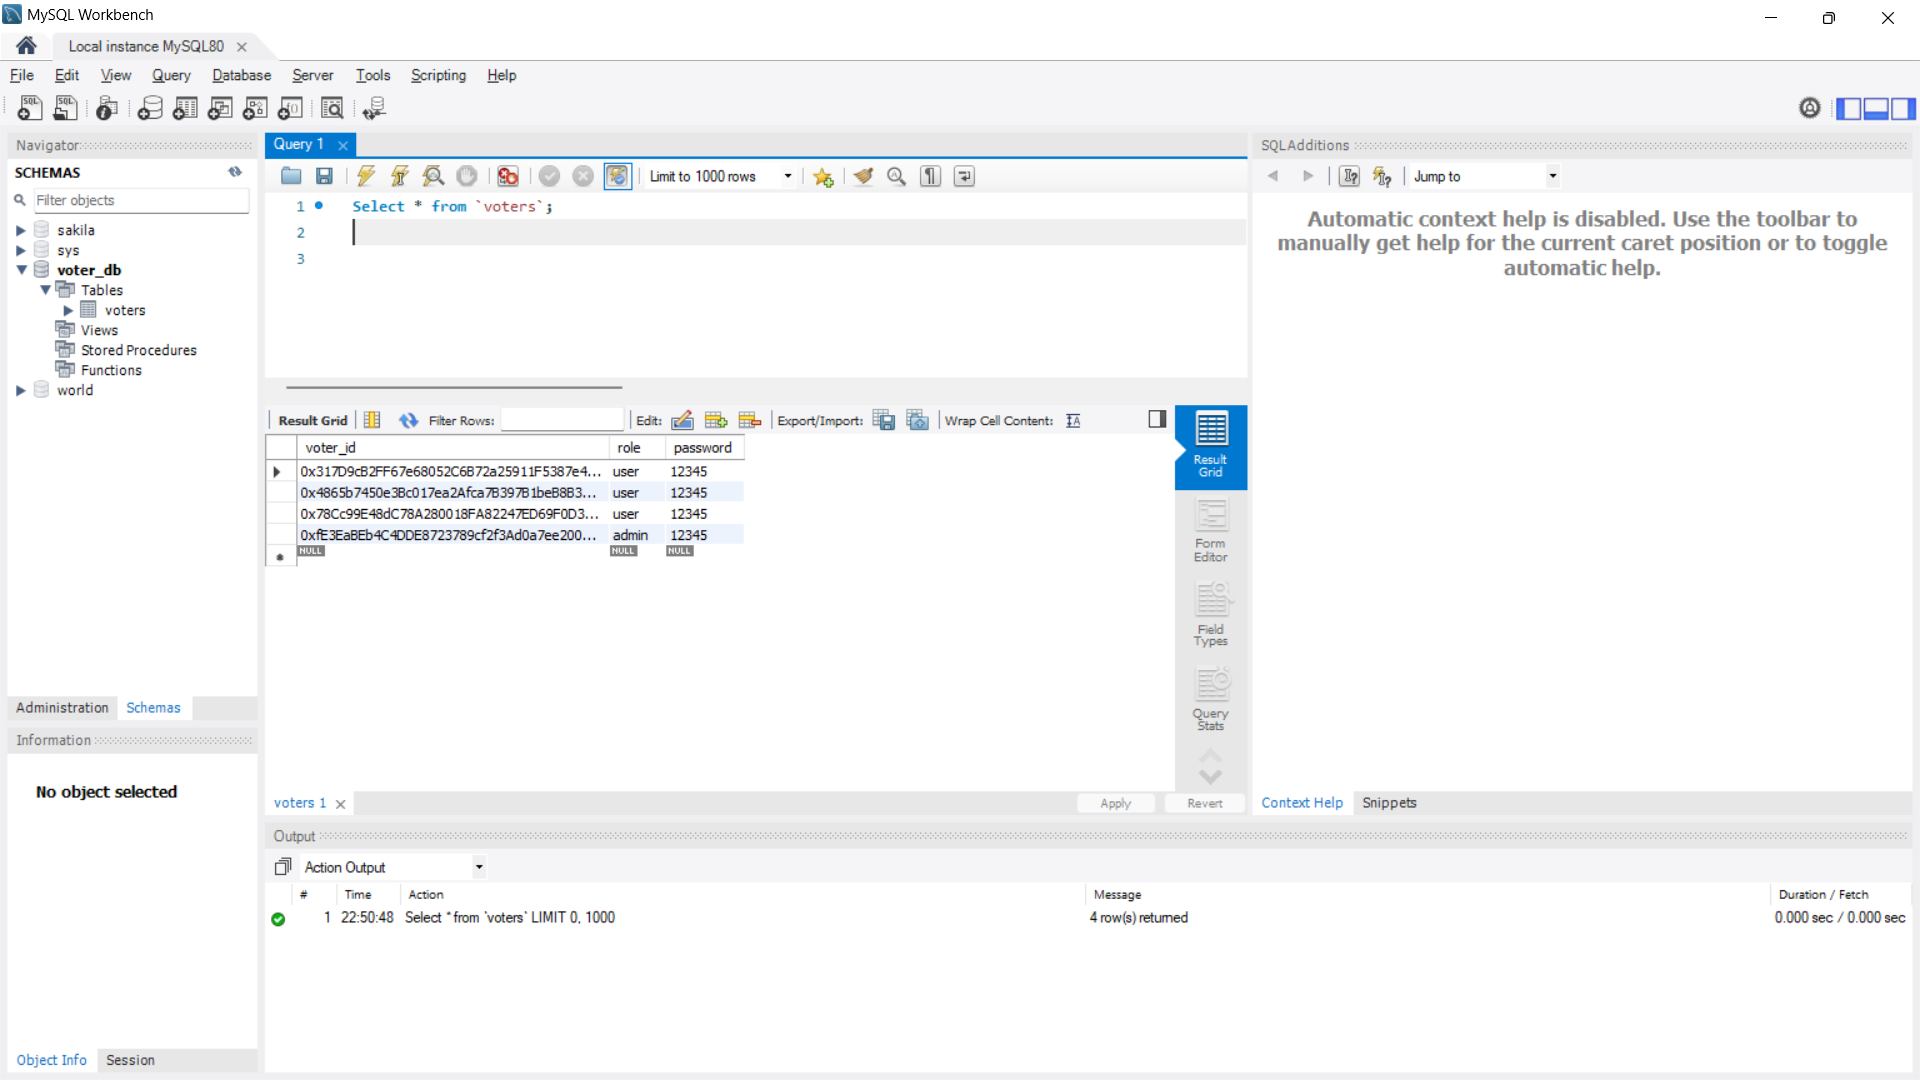 MySQL Workbench
Local instance MySQL80
File Edit View Query Database Server Tools Scripting Help
Navigator
SCHEMAS
Filter objects
sakila
sys
voter_db
Tables
voters
Views
Stored Procedures
Functions
world
Administration Schemas
Information
No object selected
Object Info Session
Query 1
Limit to 1000 rows
1 Select * from `voters`;
2
3
Result Grid Filter Rows: Edit: Export/Import: Wrap Cell Content:
voter_id role password
0x317D9cB2FF67e68052C6B72a25911F5387e4... user 12345
0x4865b7450e3Bc017ea2Afca7B397B1beB8B3... user 12345
0x78Cc99E48dC78A280018FA82247ED69F0D3... user 12345
0xfE3EaBEb4C4DDE8723789cf2f3Ad0a7ee200... admin 12345
NULL NULL NULL
Result
Grid
Form
Editor
Field
Types
Query
Stats
voters 1
Apply Revert
SQLAdditions
Jump to
Automatic context help is disabled. Use the toolbar to
manually get help for the current caret position or to toggle
automatic help.
Context Help Snippets
Output
Action Output
# Time Action Message Duration / Fetch
1 22:50:48 Select * from `voters` LIMIT 0, 1000 4 row(s) returned 0.000 sec / 0.000 sec